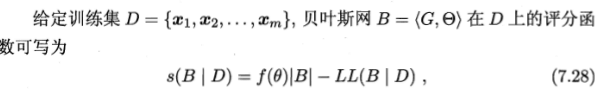 给定训练集 D = {x₁, x₂, . . . , xₘ}, 贝叶斯网 B = ⟨G, Θ⟩ 在 D 上的评分函
数可写为
s(B | D) = f(θ)|B| − LL(B | D) , (7.28)